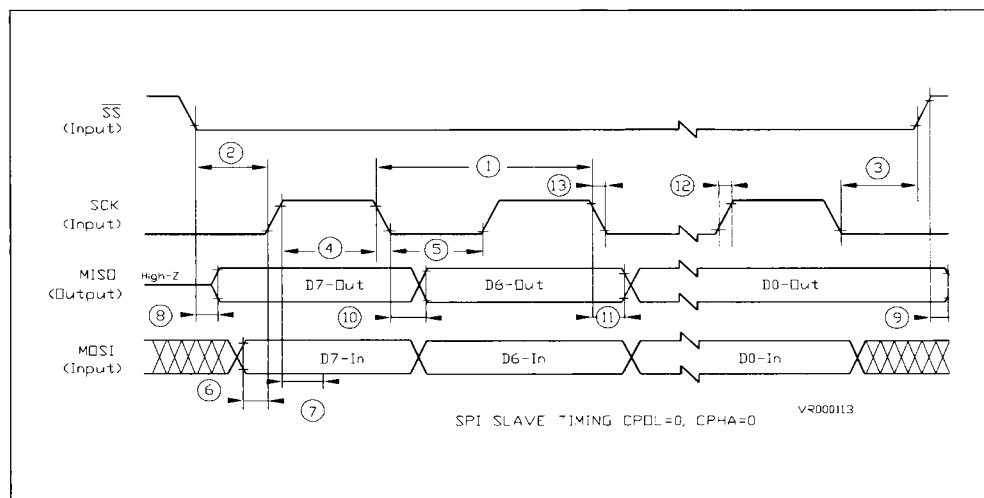 SS
(Input)
2
1
13
12
3
SCK
(Input)
4
5
MISO
(Output)
High-Z
D7-Out
D6-Out
D0-Out
8
10
11
9
MOSI
(Input)
D7-In
D6-In
D0-In
6
7
VR000113
SPI SLAVE TIMING CPOL=0, CPHA=0